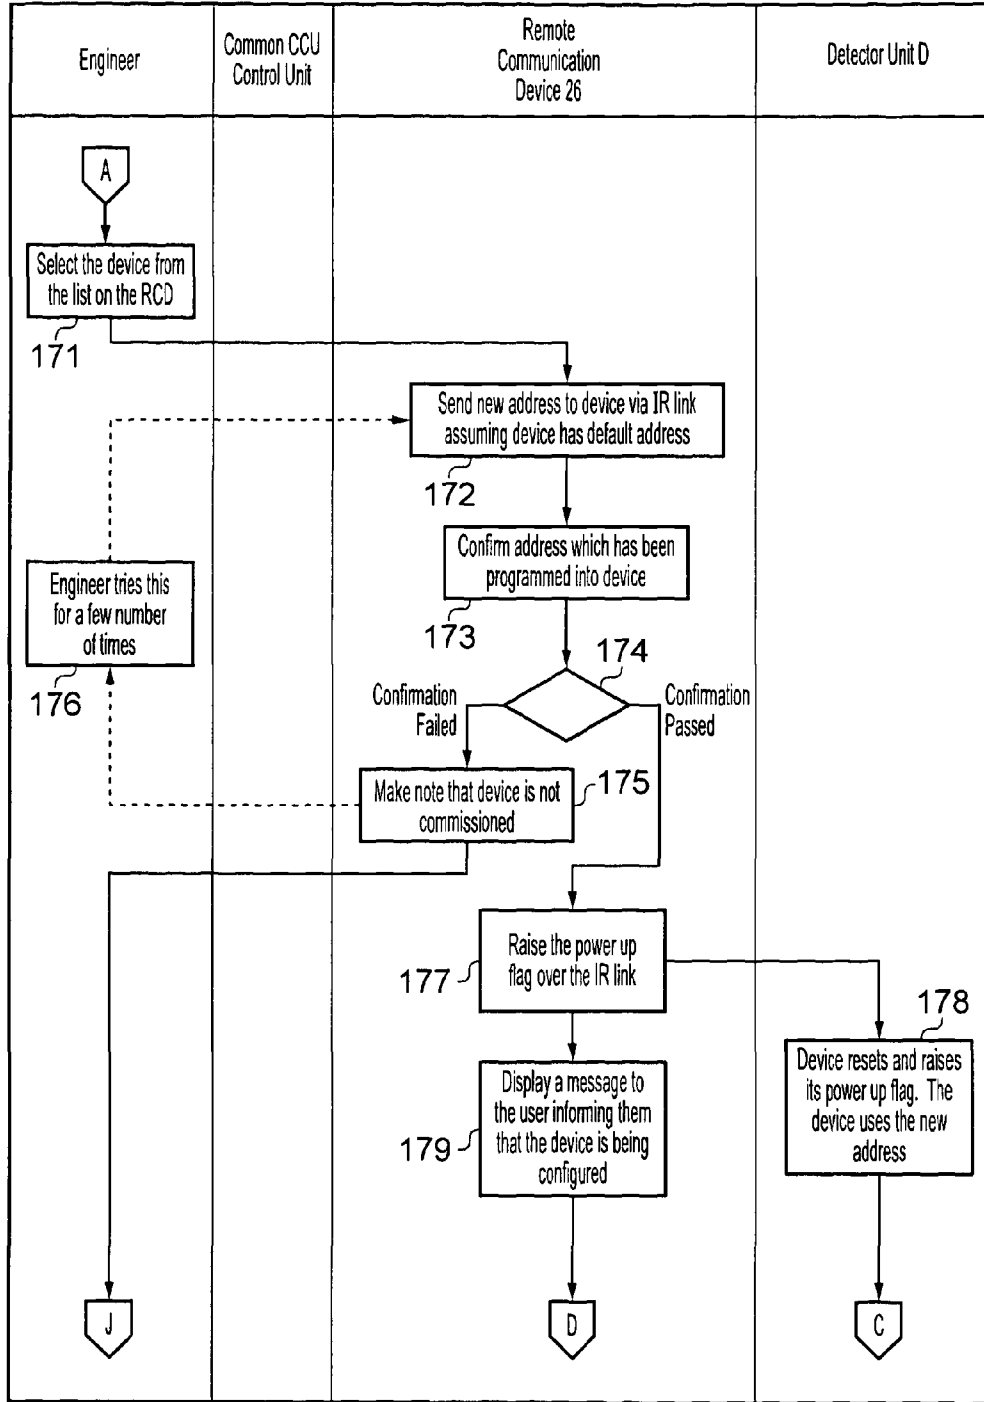 Engineer
Common CCU
Control Unit
Remote
Communication
Device 26
Detector Unit D
A
Select the device from
the list on the RCD
171
Send new address to device via IR link
assuming device has default address
172
Confirm address which has been
programmed into device
173
Engineer tries this
for a few number
of times
176
174
Confirmation
Failed
Confirmation
Passed
Make note that device is not
commissioned
175
Raise the power up
flag over the IR link
177
178
Device resets and raises
its power up flag. The
device uses the new
address
Display a message to
the user informing them
that the device is being
configured
179
J
D
C